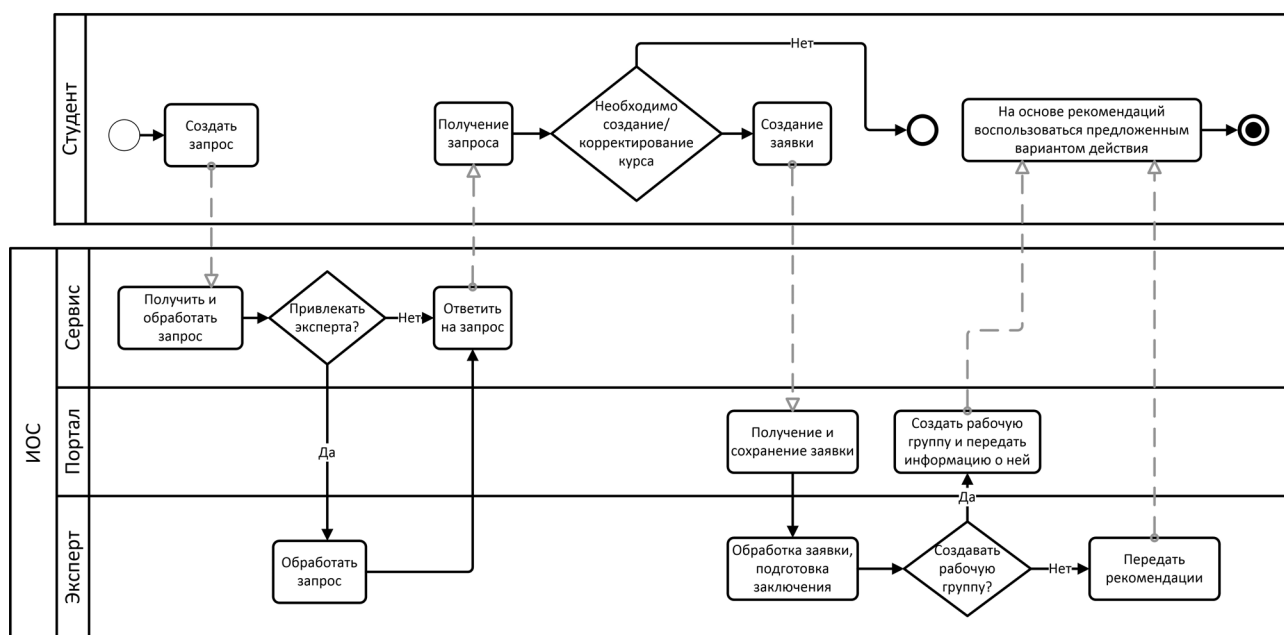 Студент
Создать
запрос
Получение
запроса
Необходимо
создание/
корректирование
курса
Нет
Создание
заявки
На основе рекомендаций
воспользоваться предложенным
вариантом действия
ИОС
Сервис
Получить и
обработать
запрос
Привлекать
эксперта?
Нет
Ответить
на запрос
Да
Портал
Получение и
сохранение заявки
Создать рабочую
группу и передать
информацию о ней
Да
Эксперт
Обработать
запрос
Обработка заявки,
подготовка
заключения
Создавать
рабочую
группу?
Нет
Передать
рекомендации